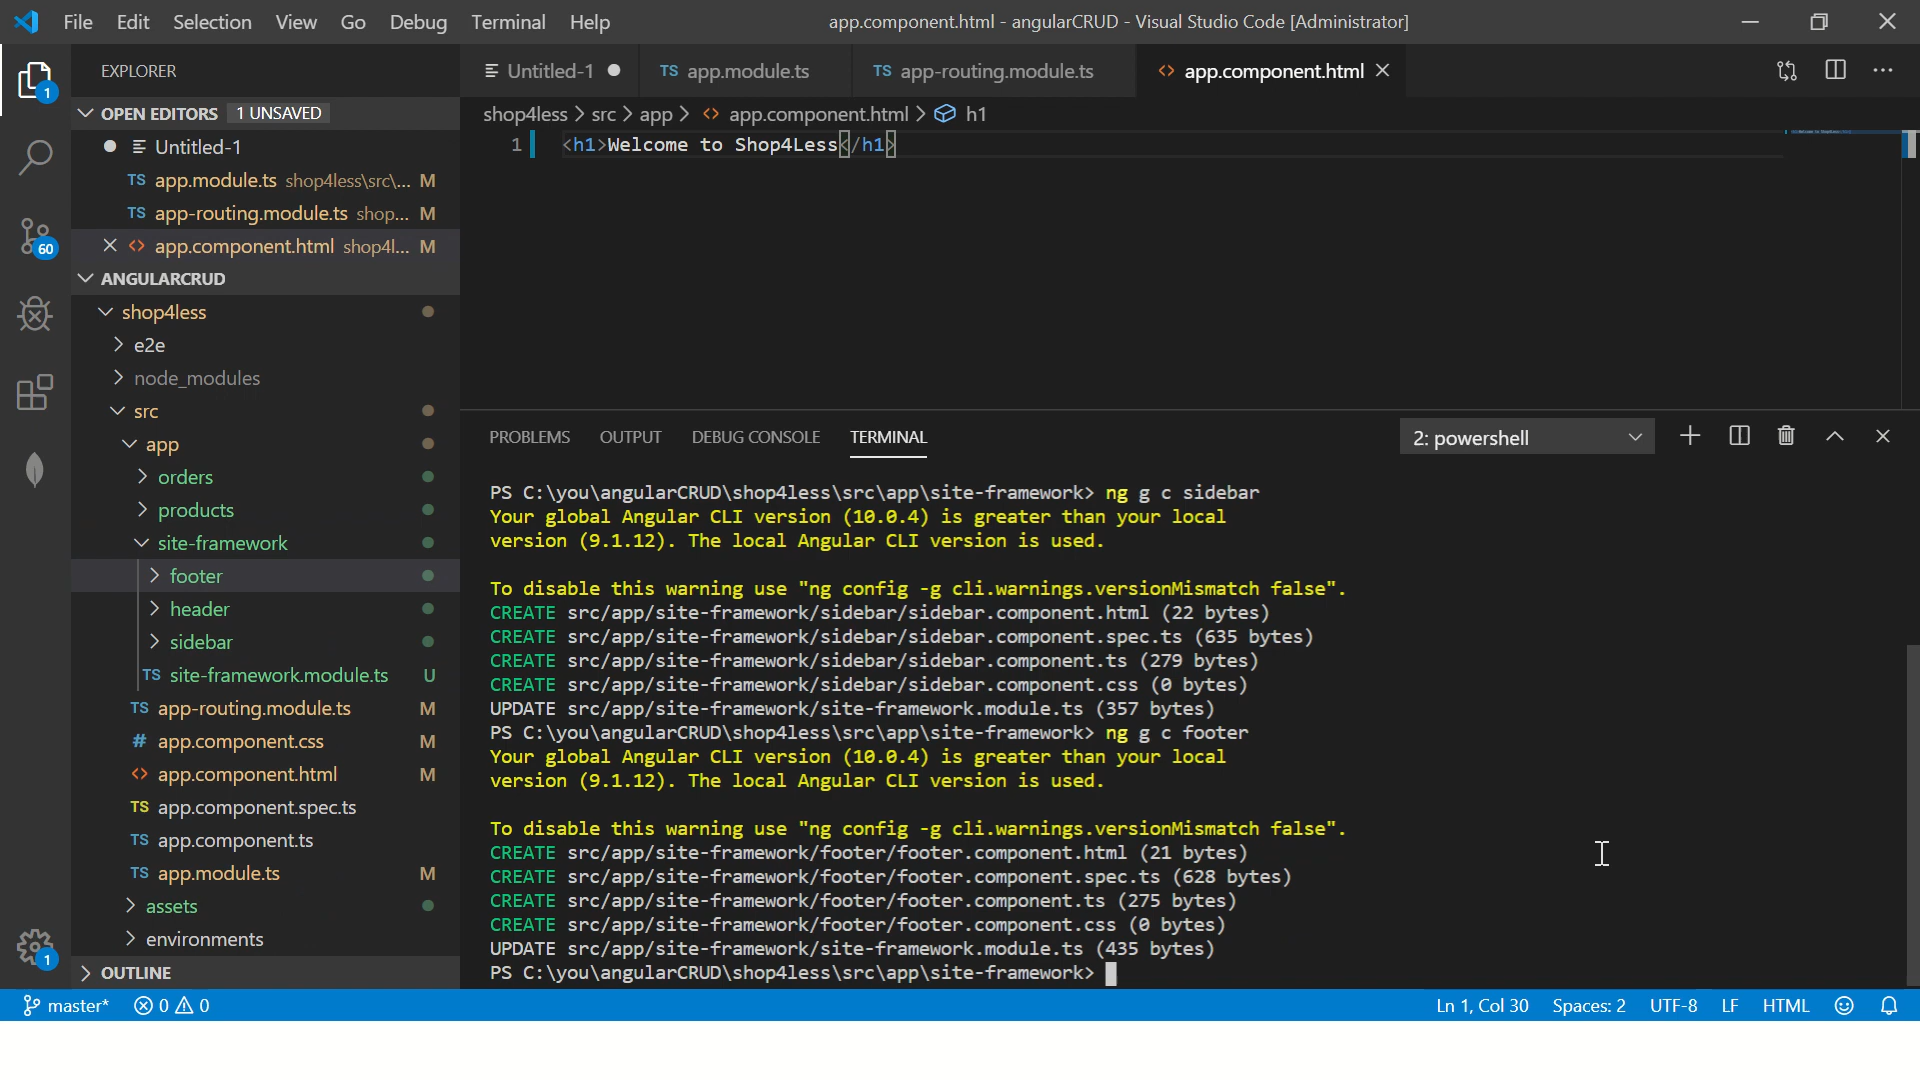 File Edit Selection View Go Debug Terminal Help
app.component.html - angularCRUD - Visual Studio Code [Administrator]
EXPLORER
OPEN EDITORS 1 UNSAVED
Untitled-1
TS app.module.ts shop4less\src\... M
TS app-routing.module.ts shop... M
app.component.html shop4l... M
ANGULARCRUD
shop4less
e2e
node_modules
src
app
orders
products
site-framework
footer
header
sidebar
TS site-framework.module.ts U
TS app-routing.module.ts M
# app.component.css M
<> app.component.html M
TS app.component.spec.ts
TS app.component.ts
TS app.module.ts M
assets
environments
OUTLINE
1
60
1
Untitled-1 TS app.module.ts TS app-routing.module.ts <> app.component.html
shop4less > src > app > <> app.component.html > h1
1 <h1>Welcome to Shop4Less</h1>
PROBLEMS OUTPUT DEBUG CONSOLE TERMINAL 2: powershell
PS C:\you\angularCRUD\shop4less\src\app\site-framework> ng g c sidebar
Your global Angular CLI version (10.0.4) is greater than your local
version (9.1.12). The local Angular CLI version is used.
To disable this warning use "ng config -g cli.warnings.versionMismatch false".
CREATE src/app/site-framework/sidebar/sidebar.component.html (22 bytes)
CREATE src/app/site-framework/sidebar/sidebar.component.spec.ts (635 bytes)
CREATE src/app/site-framework/sidebar/sidebar.component.ts (279 bytes)
CREATE src/app/site-framework/sidebar/sidebar.component.css (0 bytes)
UPDATE src/app/site-framework/site-framework.module.ts (357 bytes)
PS C:\you\angularCRUD\shop4less\src\app\site-framework> ng g c footer
Your global Angular CLI version (10.0.4) is greater than your local
version (9.1.12). The local Angular CLI version is used.
To disable this warning use "ng config -g cli.warnings.versionMismatch false".
CREATE src/app/site-framework/footer/footer.component.html (21 bytes)
CREATE src/app/site-framework/footer/footer.component.spec.ts (628 bytes)
CREATE src/app/site-framework/footer/footer.component.ts (275 bytes)
CREATE src/app/site-framework/footer/footer.component.css (0 bytes)
UPDATE src/app/site-framework/site-framework.module.ts (435 bytes)
PS C:\you\angularCRUD\shop4less\src\app\site-framework>
master* 0 0 Ln 1, Col 30 Spaces: 2 UTF-8 LF HTML